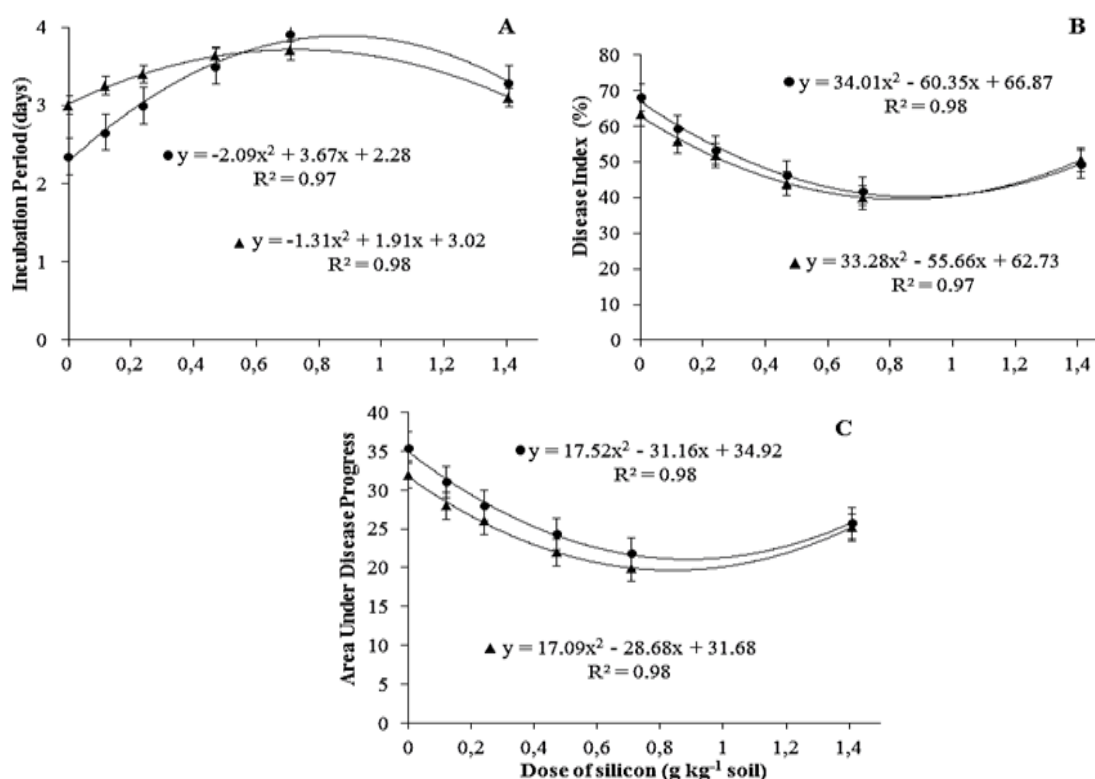 A
Incubation Period (days)
4
3
2
1
0
● y = -2.09x² + 3.67x + 2.28
R² = 0.97
▲ y = -1.31x² + 1.91x + 3.02
R² = 0.98
0 0,2 0,4 0,6 0,8 1 1,2 1,4
B
Disease Index (%)
80
70
60
50
40
30
20
10
0
● y = 34.01x² - 60.35x + 66.87
R² = 0.98
▲ y = 33.28x² - 55.66x + 62.73
R² = 0.97
0 0,2 0,4 0,6 0,8 1 1,2 1,4
C
Area Under Disease Progress
40
35
30
25
20
15
10
5
0
● y = 17.52x² - 31.16x + 34.92
R² = 0.98
▲ y = 17.09x² - 28.68x + 31.68
R² = 0.98
0 0,2 0,4 0,6 0,8 1 1,2 1,4
Dose of silicon (g kg⁻¹ soil)